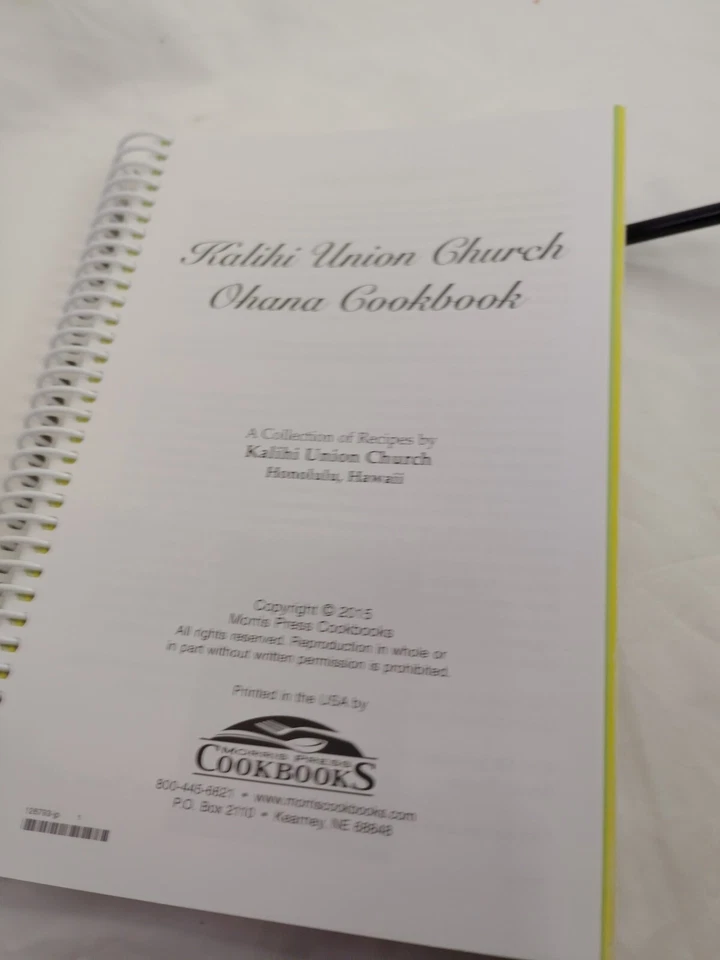 Kalihi Union Church
Ohana Cookbook
A Collection of Recipes by
Kalihi Union Church
Honolulu, Hawaii
Copyright © 2015
Morris Press Cookbooks
All rights reserved. Reproduction in whole or
in part without written permission is prohibited.
Printed in the USA by
MORRIS PRESS
COOKBOOKS
800-445-6621 • www.morriscookbooks.com
P.O. Box 2110 • Kearney, NE 68848